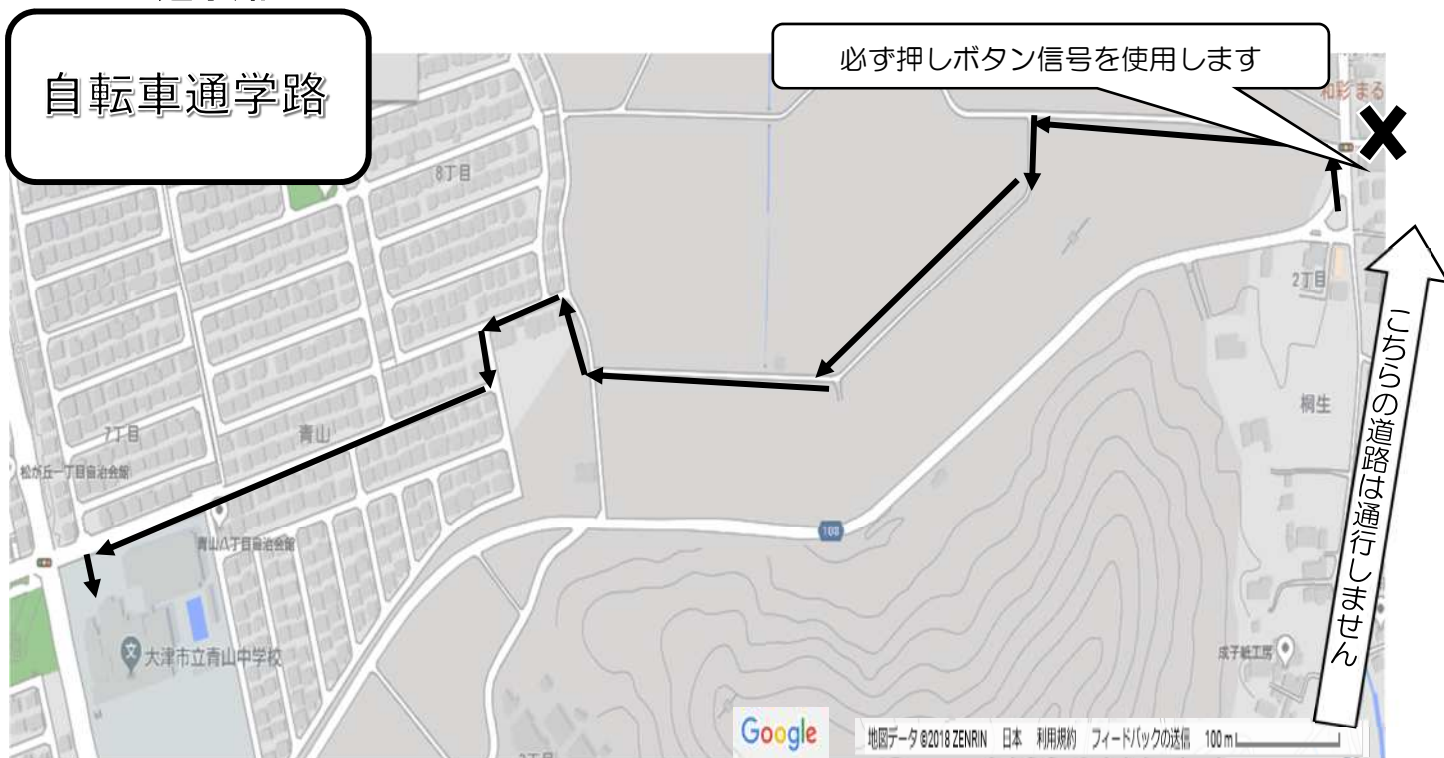 自転車通学路
必ず押しボタン信号を使用します
和彩 まる
8丁目
2丁目
こちらの道路は通行しません
桐生
7丁目
青山
松が丘一丁目自治会館
青山八丁目自治会館
108
大津市立青山中学校
文
成子紙工房
Google
地図データ ©2018 ZENRIN 日本 利用規約 フィードバックの送信 100 m